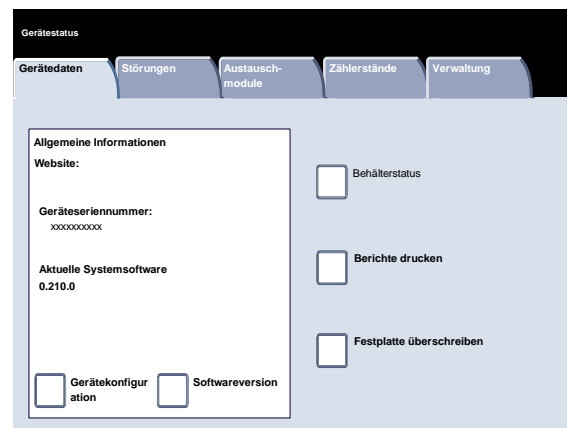 Gerätestatus
Gerätedaten
Störungen
Austausch-
module
Zählerstände
Verwaltung
Allgemeine Informationen
Website:
Geräteseriennummer:
xxxxxxxxxx
Aktuelle Systemsoftware
0.210.0
Gerätekonfigur
ation
Softwareversion
Behälterstatus
Berichte drucken
Festplatte überschreiben